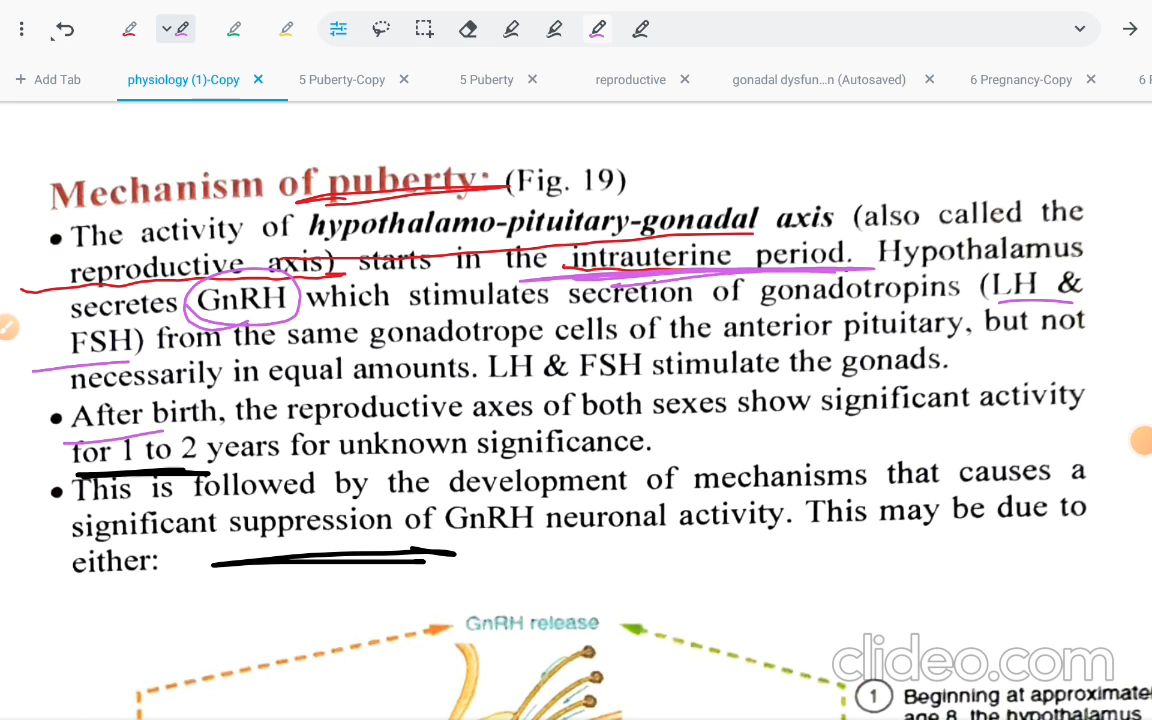 Add Tab
physiology (1)-Copy
5 Puberty-Copy
5 Puberty
reproductive
gonadal dysfun...n (Autosaved)
6 Pregnancy-Copy
6
Mechanism of puberty: (Fig. 19)
• The activity of hypothalamo-pituitary-gonadal axis (also called the
reproductive axis) starts in the intrauterine period. Hypothalamus
secretes GnRH which stimulates secretion of gonadotropins (LH &
FSH) from the same gonadotrope cells of the anterior pituitary, but not
necessarily in equal amounts. LH & FSH stimulate the gonads.
• After birth, the reproductive axes of both sexes show significant activity
for 1 to 2 years for unknown significance.
• This is followed by the development of mechanisms that causes a
significant suppression of GnRH neuronal activity. This may be due to
either:
GnRH release
clideo.com
1 Beginning at approximate
age 8, the hypothalamus